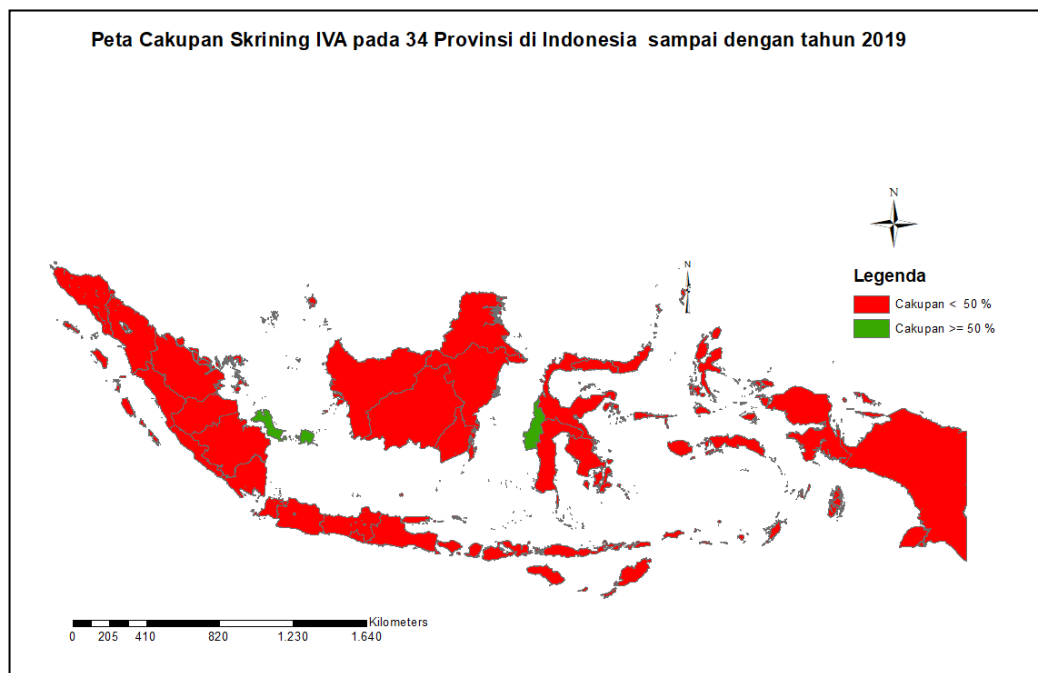 Peta Cakupan Skrining IVA pada 34 Provinsi di Indonesia sampai dengan tahun 2019
N
N
Legenda
Cakupan < 50 %
Cakupan >= 50 %
Kilometers
0 205 410 820 1.230 1.640